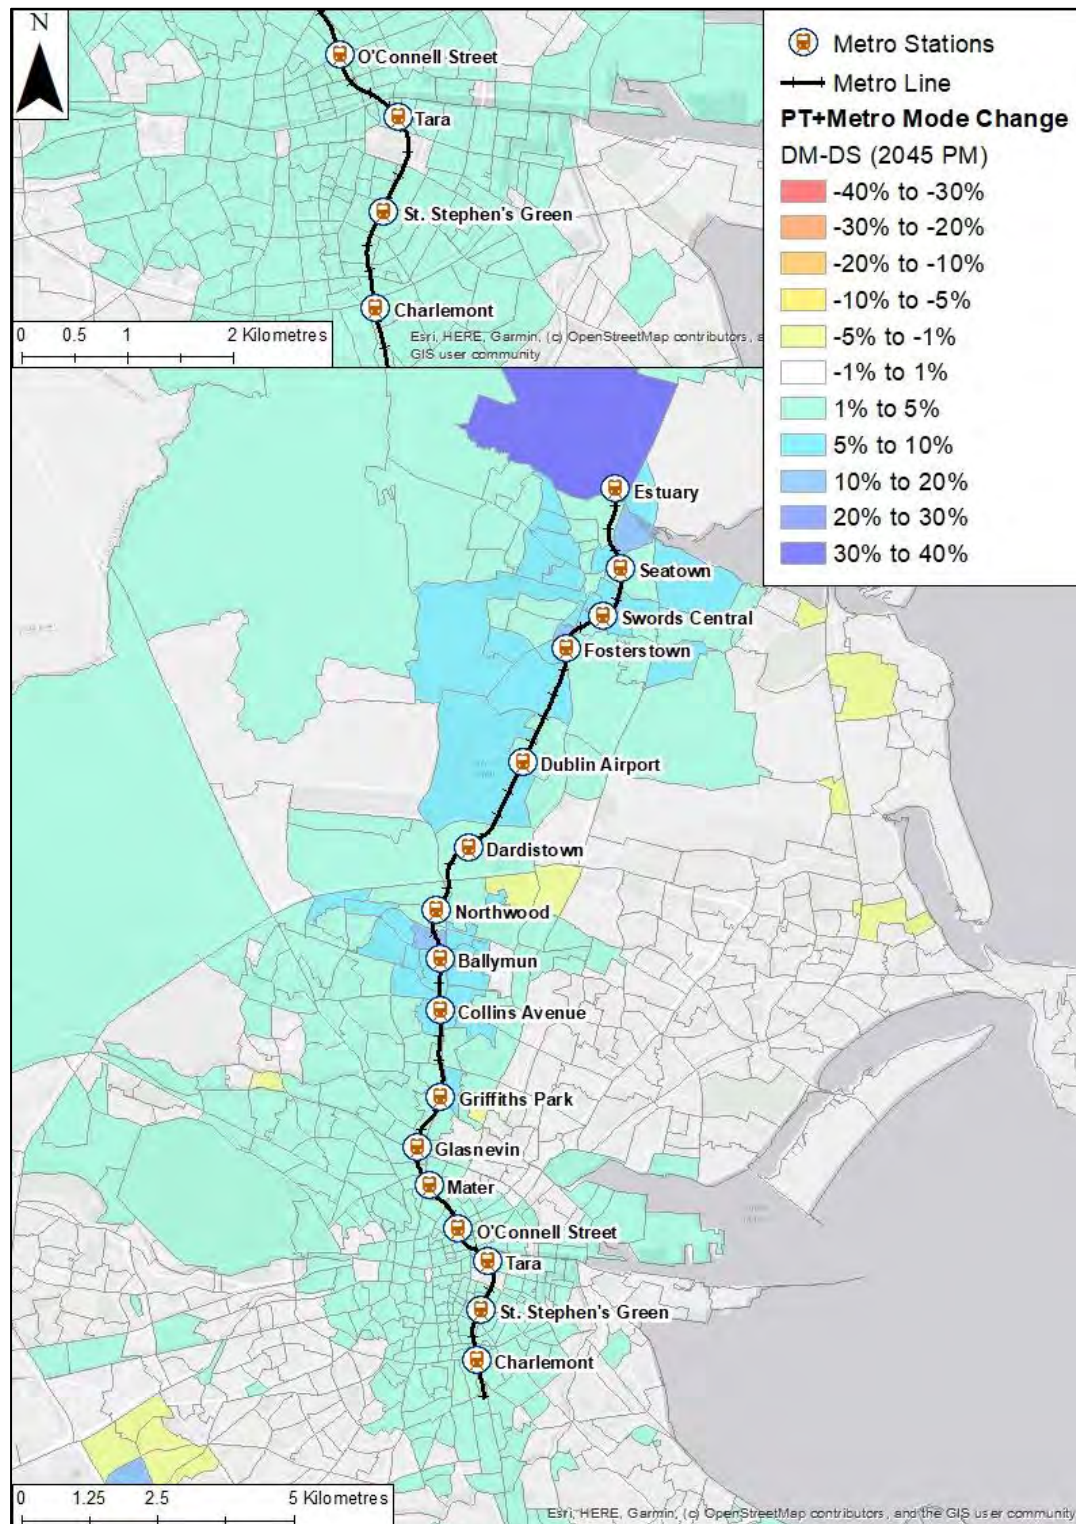 N
O'Connell Street
Tara
St. Stephen's Green
Charlemont
0 0.5 1 2 Kilometres
Esri, HERE, Garmin, (c) OpenStreetMap contributors, a
GIS user community
Metro Stations
Metro Line
PT+Metro Mode Change
DM-DS (2045 PM)
-40% to -30%
-30% to -20%
-20% to -10%
-10% to -5%
-5% to -1%
-1% to 1%
1% to 5%
5% to 10%
10% to 20%
20% to 30%
30% to 40%
Estuary
Seatown
Swords Central
Fosterstown
Dublin Airport
Dardistown
Northwood
Ballymun
Collins Avenue
Griffiths Park
Glasnevin
Mater
O'Connell Street
Tara
St. Stephen's Green
Charlemont
0 1.25 2.5 5 Kilometres
Esri, HERE, Garmin, (c) OpenStreetMap contributors, and the GIS user community